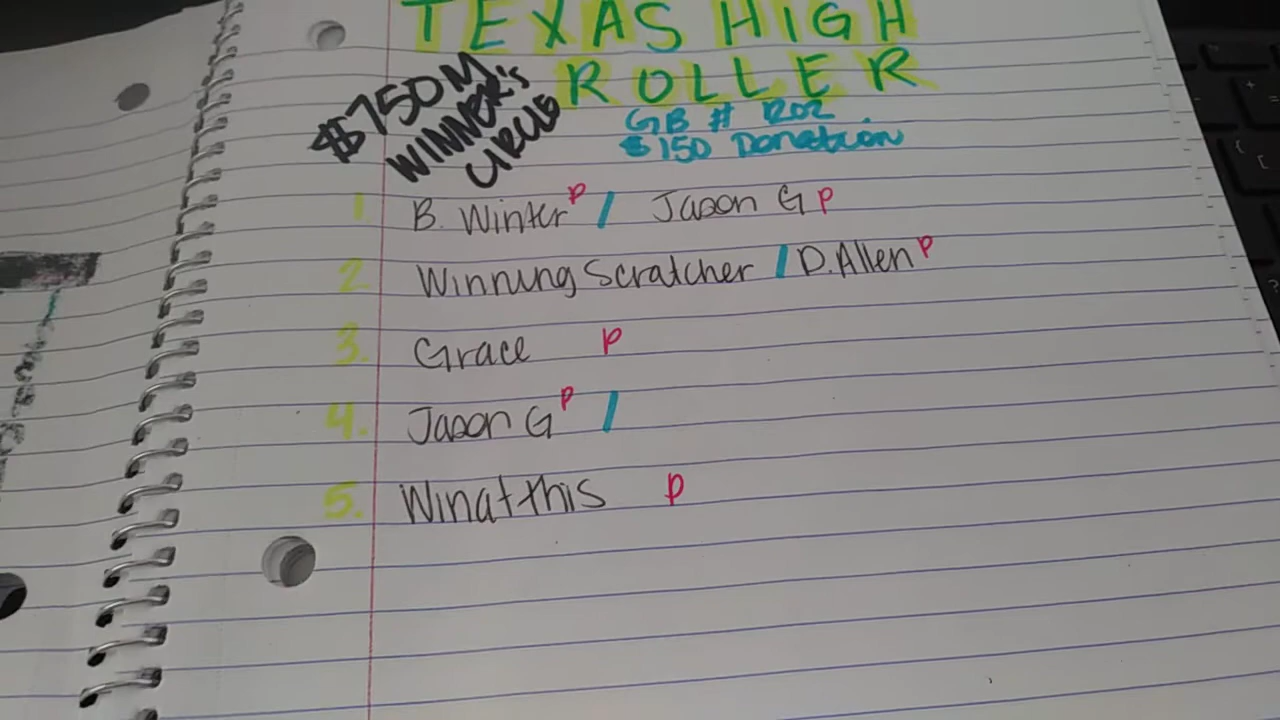 TEXAS HIGH
ROLLER
$750M
WINNER'S
CIRCLE
GB # 1202
$150 Donation
1. B. Winter P / Jason G P
2. Winning Scratcher / D. Allen P
3. Grace P
4. Jason G P /
5. Winatthis P